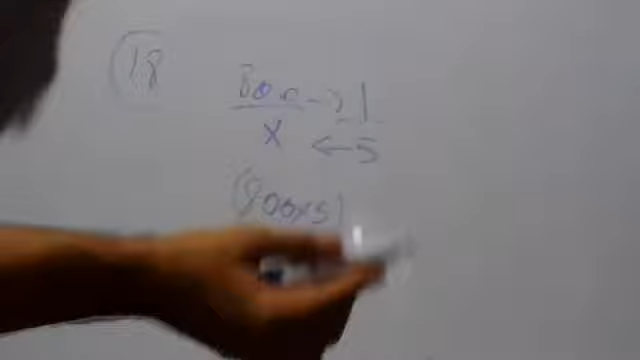 18
800 → 1
x ← 5
(800x5)